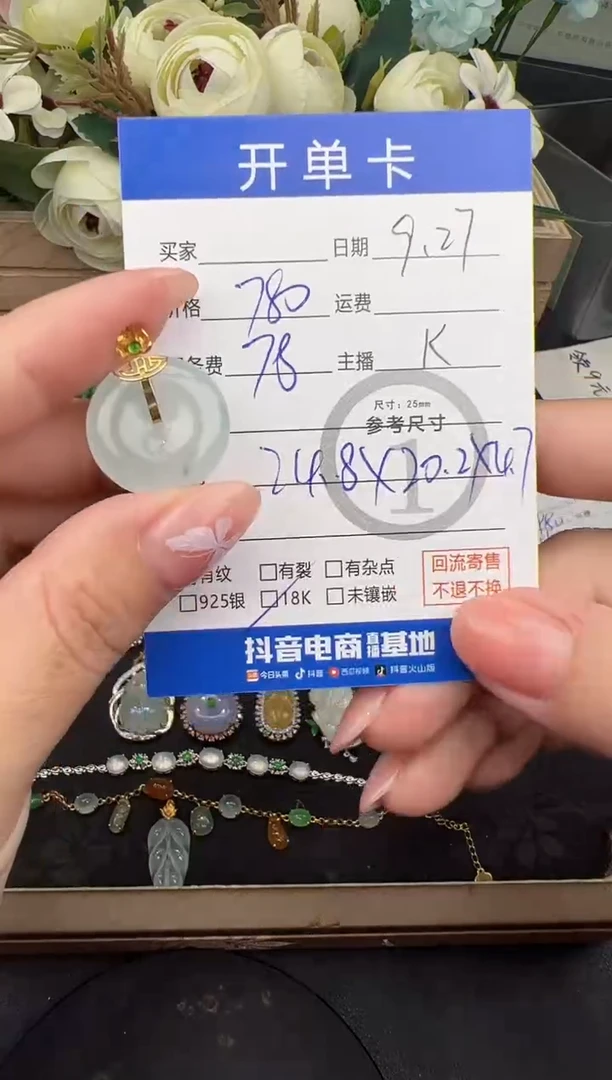 开单卡
买家 日期 9.27
价格 780 运费
务费 78 主播 K
尺寸：25mm
参考尺寸
1
24.8X20.2X4.7
有纹 □有裂 □有杂点
□925银 □18K □未镶嵌
回流寄售
不退不换
抖音电商直播基地
今日头条 抖音 西瓜视频 抖音火山版